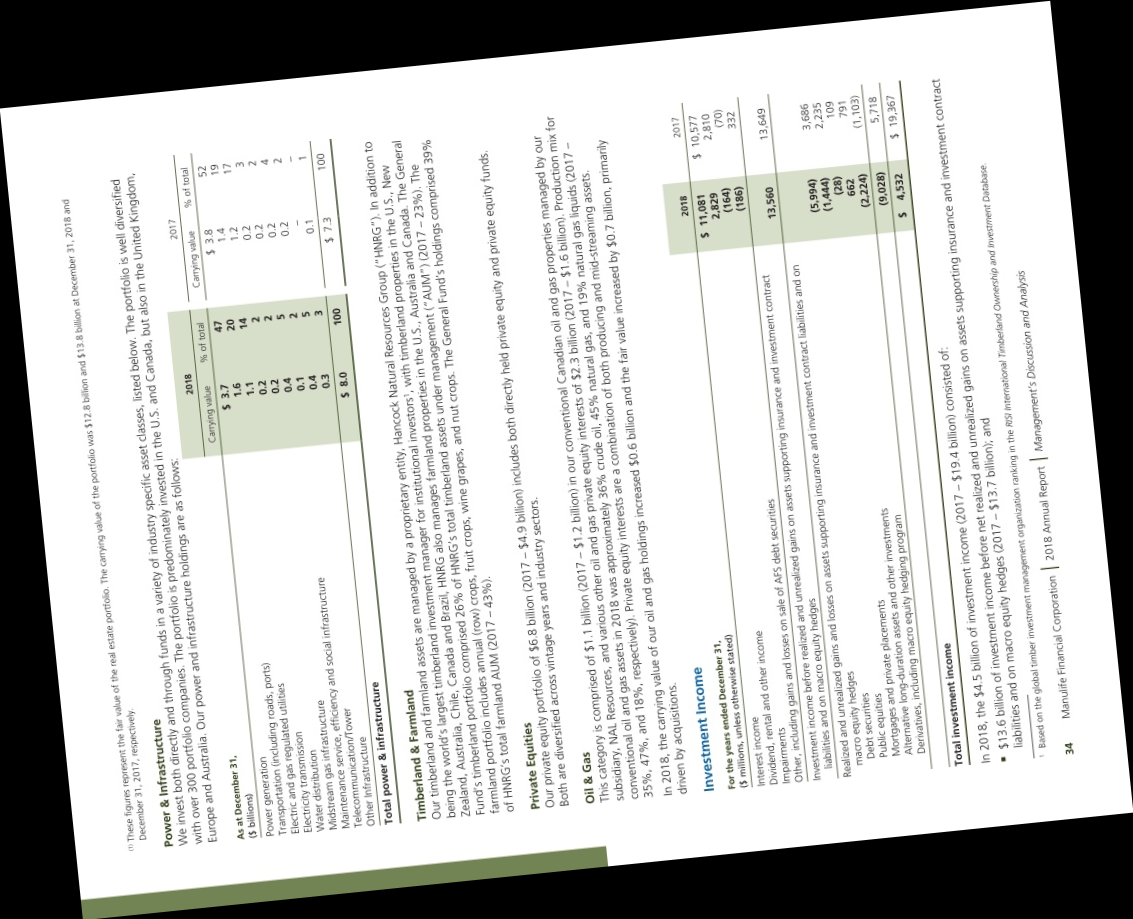 (1) These figures represent the fair value of the real estate portfolio. The carrying value of the portfolio was $12.8 billion and $13.8 billion at December 31, 2018 and
December 31, 2017, respectively.
Power & Infrastructure
We invest both directly and through funds in a variety of industry specific asset classes, listed below. The portfolio is well diversified
with over 300 portfolio companies. The portfolio is predominately invested in the U.S. and Canada, but also in the United Kingdom,
Europe and Australia. Our power and infrastructure holdings are as follows:
2018 2017
As at December 31,
($ billions) Carrying value % of total Carrying value % of total
Power generation $ 3.7 47 $ 3.8 52
Transportation (including roads, ports) 1.6 20 1.4 19
Electric and gas regulated utilities 1.1 14 1.2 17
Electricity transmission 0.2 2 0.2 3
Water distribution 0.2 2 0.2 2
Midstream gas infrastructure 0.4 5 0.2 4
Maintenance service, efficiency and social infrastructure 0.1 2 0.2 2
Telecommunication/Tower 0.4 5 – –
Other Infrastructure 0.3 3 0.1 1
Total power & infrastructure $ 8.0 100 $ 7.3 100
Timberland & Farmland
Our timberland and farmland assets are managed by a proprietary entity, Hancock Natural Resources Group ("HNRG"). In addition to
being the world's largest timberland investment manager for institutional investors¹, with timberland properties in the U.S., New
Zealand, Australia, Chile, Canada and Brazil, HNRG also manages farmland properties in the U.S., Australia and Canada. The General
Fund's timberland portfolio comprised 26% of HNRG's total timberland assets under management ("AUM") (2017 – 23%). The
farmland portfolio includes annual (row) crops, fruit crops, wine grapes, and nut crops. The General Fund's holdings comprised 39%
of HNRG's total farmland AUM (2017 – 43%).
Private Equities
Our private equity portfolio of $6.8 billion (2017 – $4.9 billion) includes both directly held private equity and private equity funds.
Both are diversified across vintage years and industry sectors.
Oil & Gas
This category is comprised of $1.1 billion (2017 – $1.2 billion) in our conventional Canadian oil and gas properties managed by our
subsidiary, NAL Resources, and various other oil and gas private equity interests of $2.3 billion (2017 – $1.6 billion). Production mix for
conventional oil and gas assets in 2018 was approximately 36% crude oil, 45% natural gas, and 19% natural gas liquids (2017 –
35%, 47%, and 18%, respectively). Private equity interests are a combination of both producing and mid-streaming assets.
In 2018, the carrying value of our oil and gas holdings increased $0.6 billion and the fair value increased by $0.7 billion, primarily
driven by acquisitions.
Investment Income
For the years ended December 31,
($ millions, unless otherwise stated) 2018 2017
Interest income $ 11,081 $ 10,577
Dividend, rental and other income 2,829 2,810
Impairments (164) (70)
Other, including gains and losses on sale of AFS debt securities (186) 332
Investment income before realized and unrealized gains on assets supporting insurance and investment contract
liabilities and on macro equity hedges 13,560 13,649
Realized and unrealized gains and losses on assets supporting insurance and investment contract liabilities and on
macro equity hedges
Debt securities (5,994) 3,686
Public equities (1,444) 2,235
Mortgages and private placements (28) 109
Alternative long-duration assets and other investments 662 791
Derivatives, including macro equity hedging program (2,224) (1,103)
(9,028) 5,718
Total investment income $ 4,532 $ 19,367
In 2018, the $4.5 billion of investment income (2017 – $19.4 billion) consisted of:
▪ $13.6 billion of investment income before net realized and unrealized gains on assets supporting insurance and investment contract
liabilities and on macro equity hedges (2017 – $13.7 billion); and
¹ Based on the global timber investment management organization ranking in the RISI International Timberland Ownership and Investment Database.
34 Manulife Financial Corporation | 2018 Annual Report | Management's Discussion and Analysis